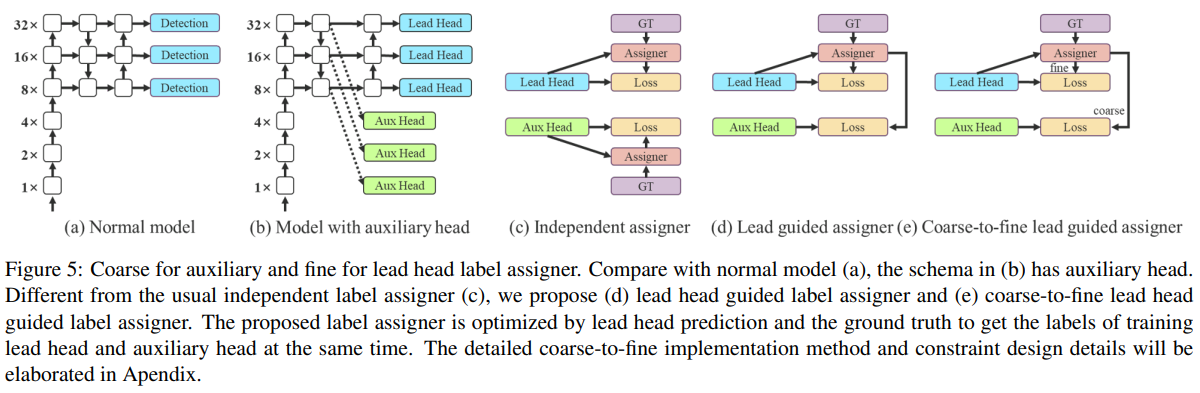 32×
Detection
16×
Detection
8×
Detection
4×
2×
1×
(a) Normal model
32×
Lead Head
16×
Lead Head
8×
Lead Head
4×
Aux Head
2×
Aux Head
1×
Aux Head
(b) Model with auxiliary head
GT
Assigner
Lead Head
Loss
Aux Head
Loss
Assigner
GT
(c) Independent assigner
GT
Assigner
Lead Head
Loss
Aux Head
Loss
(d) Lead guided assigner
GT
Assigner
fine
Lead Head
Loss
coarse
Aux Head
Loss
(e) Coarse-to-fine lead guided assigner
Figure 5: Coarse for auxiliary and fine for lead head label assigner. Compare with normal model (a), the schema in (b) has auxiliary head.
Different from the usual independent label assigner (c), we propose (d) lead head guided label assigner and (e) coarse-to-fine lead head
guided label assigner. The proposed label assigner is optimized by lead head prediction and the ground truth to get the labels of training
lead head and auxiliary head at the same time. The detailed coarse-to-fine implementation method and constraint design details will be
elaborated in Apendix.